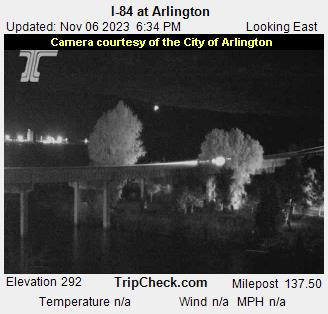 I-84 at Arlington
Updated: Nov 06 2023 6:34 PM Looking East
Camera courtesy of the City of Arlington
Elevation 292 TripCheck.com Milepost 137.50
Temperature n/a Wind n/a MPH n/a